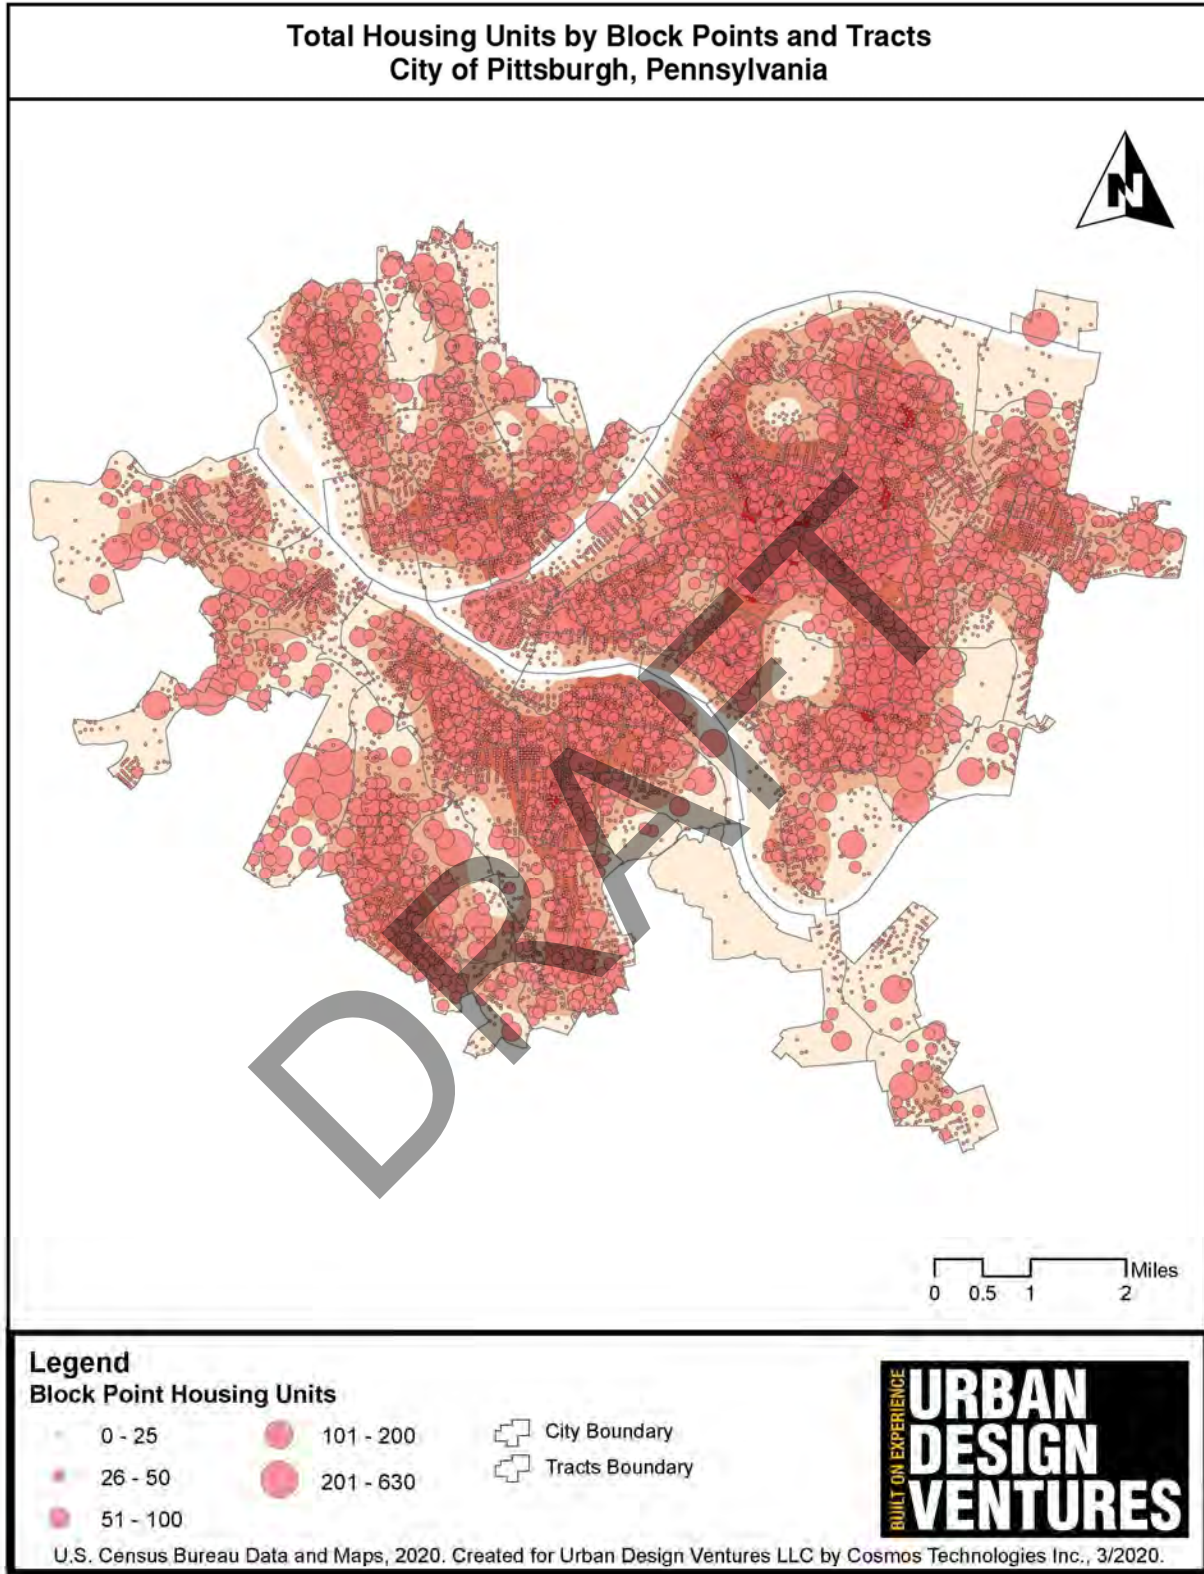 Total Housing Units by Block Points and Tracts
City of Pittsburgh, Pennsylvania
N
DRAFT
Miles
0 0.5 1 2
Legend
Block Point Housing Units
0 - 25
26 - 50
51 - 100
101 - 200
201 - 630
City Boundary
Tracts Boundary
BUILT ON EXPERIENCE
URBAN
DESIGN
VENTURES
U.S. Census Bureau Data and Maps, 2020. Created for Urban Design Ventures LLC by Cosmos Technologies Inc., 3/2020.